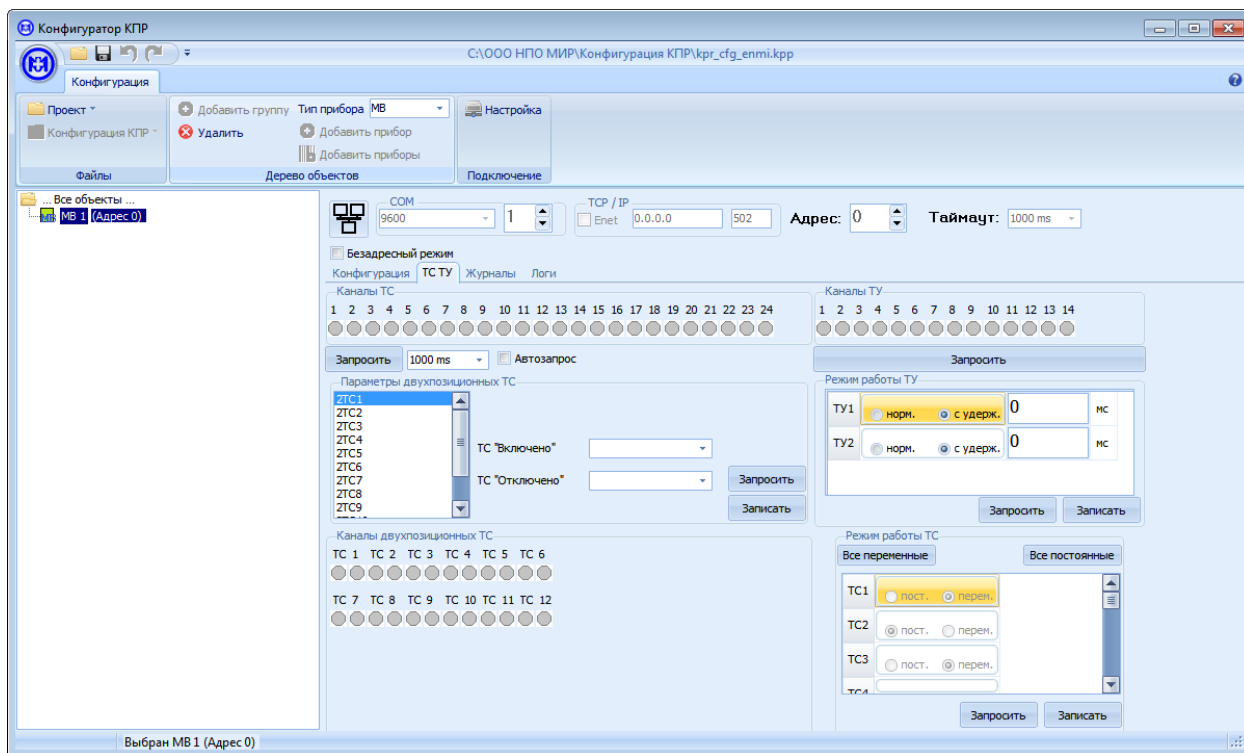 Конфигуратор КПР
C:\ООО НПО МИР\Конфигурация КПР\kpr_cfg_enmi.kpp
Конфигурация
Проект
Добавить группу Тип прибора МВ
Настройка
Конфигурация КПР
Удалить
Добавить прибор
Добавить приборы
Файлы
Дерево объектов
Подключение
... Все объекты ...
МВ 1 (Адрес 0)
COM
9600
1
TCP / IP
Enet
0.0.0.0
502
Адрес: 0
Таймаут: 1000 ms
Безадресный режим
Конфигурация ТС ТУ Журналы Логи
Каналы ТС
1 2 3 4 5 6 7 8 9 10 11 12 13 14 15 16 17 18 19 20 21 22 23 24
Каналы ТУ
1 2 3 4 5 6 7 8 9 10 11 12 13 14
Запросить 1000 ms Автозапрос
Запросить
Параметры двухпозиционных ТС
2ТС1
2ТС2
2ТС3
2ТС4
2ТС5
2ТС6
2ТС7
2ТС8
2ТС9
ТС "Включено"
ТС "Отключено"
Запросить
Записать
Режим работы ТУ
ТУ1 норм. с удерж. 0 мс
ТУ2 норм. с удерж. 0 мс
Запросить Записать
Каналы двухпозиционных ТС
ТС 1 ТС 2 ТС 3 ТС 4 ТС 5 ТС 6
ТС 7 ТС 8 ТС 9 ТС 10 ТС 11 ТС 12
Режим работы ТС
Все переменные Все постоянные
ТС1 пост. перем.
ТС2 пост. перем.
ТС3 пост. перем.
ТС4
Запросить Записать
Выбран МВ 1 (Адрес 0)